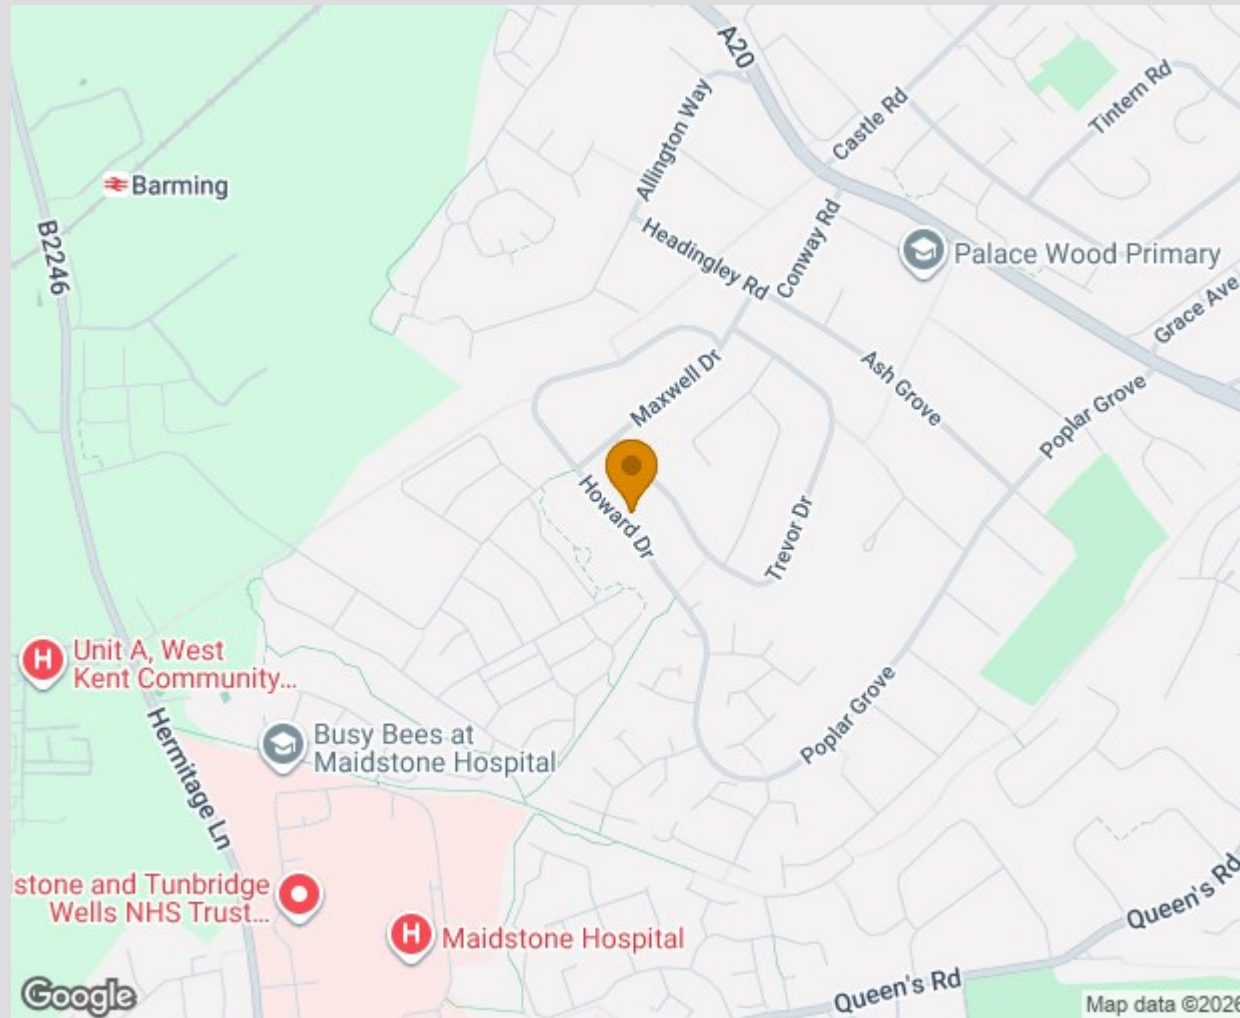 A20
Castle Rd
Tintern Rd
Allington Way
Barming
B2246
Conway Rd
Headingley Rd
Palace Wood Primary
Grace Ave
Maxwell Dr
Ash Grove
Poplar Grove
Howard Dr
Trevor Dr
Unit A, West
Kent Community...
H
Poplar Grove
Busy Bees at
Maidstone Hospital
Hermitage Ln
stone and Tunbridge
Wells NHS Trust...
H
Maidstone Hospital
Queen's Rd
Queen's Rd
Google
Map data ©2026